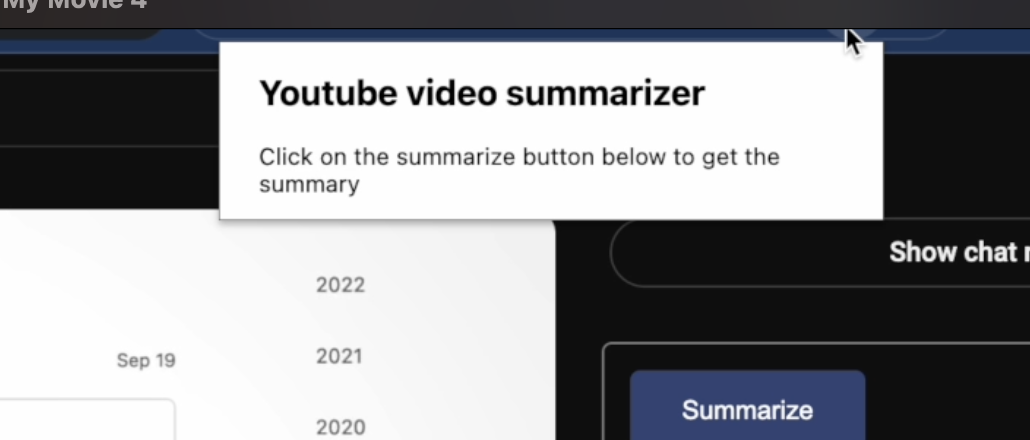 My Movie 4
Youtube video summarizer
Click on the summarize button below to get the
summary
Show chat
2022
Sep 19
2021
Summarize
2020